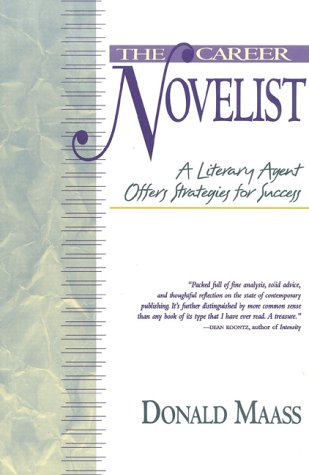 THE CAREER
NOVELIST
A Literary Agent
Offers Strategies for Success
"Packed full of fine analysis, solid advice,
and thoughtful reflection on the state of contemporary
publishing. It's further distinguished by more common sense
than any book of its type that I have ever read. A treasure."
—DEAN KOONTZ, author of Intensity
DONALD MAASS